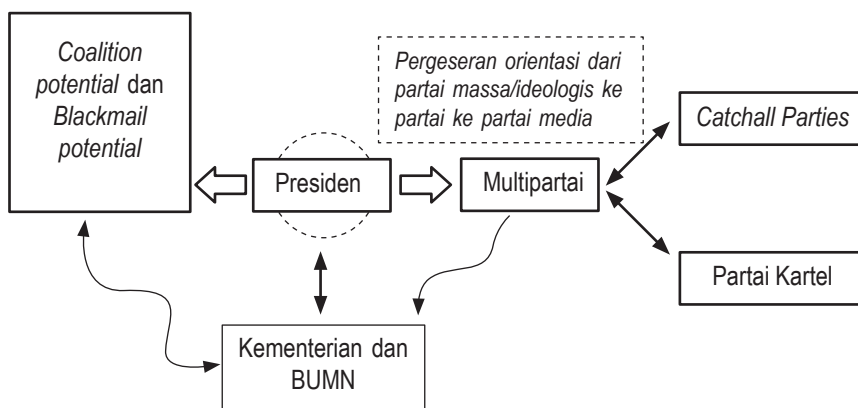 Coalition
potential dan
Blackmail
potential
Pergeseran orientasi dari
partai massa/ideologis ke
partai ke partai media
Catchall Parties
Presiden
Multipartai
Partai Kartel
Kementerian dan
BUMN